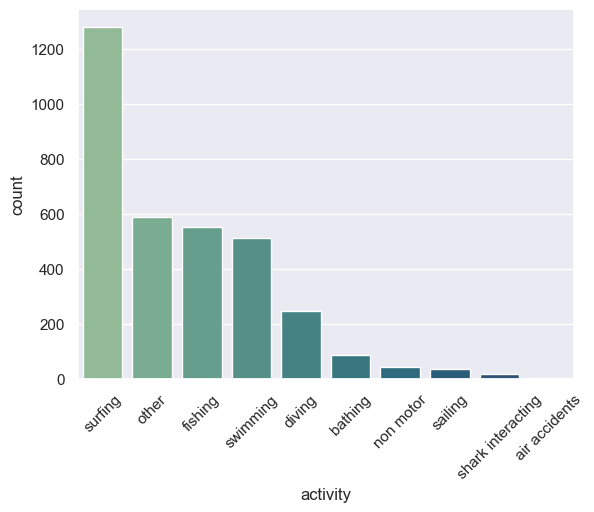 1200
1000
800
600
400
200
0
count
surfing
other
fishing
swimming
diving
bathing
non motor
sailing
shark interacting
air accidents
activity